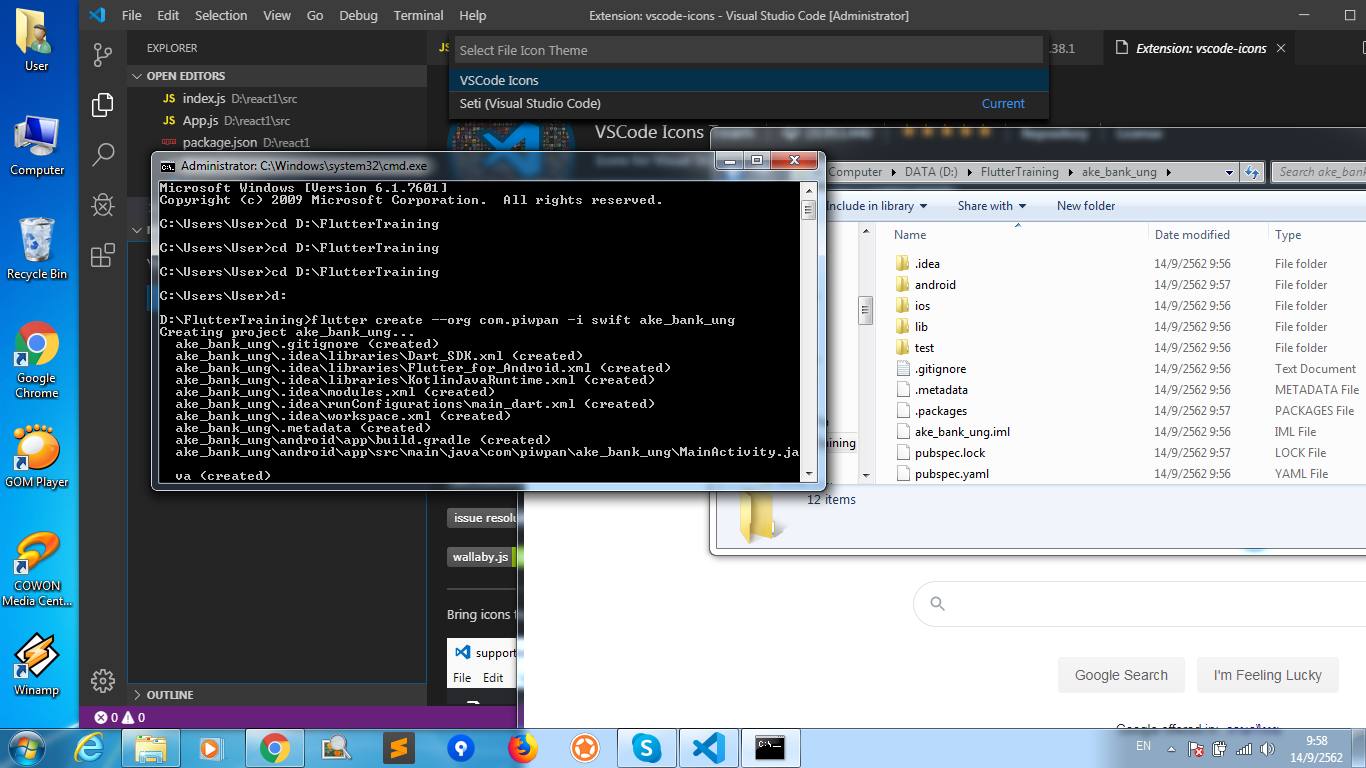 User
Computer
Recycle Bin
Google
Chrome
GOM Player
COWON
Media Cent...
Winamp
File Edit Selection View Go Debug Terminal Help
Extension: vscode-icons - Visual Studio Code [Administrator]
EXPLORER
OPEN EDITORS
JS index.js D:\react1\src
JS App.js D:\react1\src
package.json D:\react1
OUTLINE
0 0
JS
.38.1
Extension: vscode-icons
Select File Icon Theme
VSCode Icons
Seti (Visual Studio Code) Current
VSCode Icons Team
Repository
License
Icons for Visual
Administrator: C:\Windows\system32\cmd.exe
Microsoft Windows [Version 6.1.7601]
Copyright (c) 2009 Microsoft Corporation. All rights reserved.
C:\Users\User>cd D:\FlutterTraining
C:\Users\User>cd D:\FlutterTraining
C:\Users\User>cd D:\FlutterTraining
C:\Users\User>d:
D:\FlutterTraining>flutter create --org com.piwpan -i swift ake_bank_ung
Creating project ake_bank_ung...
ake_bank_ung\.gitignore (created)
ake_bank_ung\.idea\libraries\Dart_SDK.xml (created)
ake_bank_ung\.idea\libraries\Flutter_for_Android.xml (created)
ake_bank_ung\.idea\libraries\KotlinJavaRuntime.xml (created)
ake_bank_ung\.idea\modules.xml (created)
ake_bank_ung\.idea\runConfigurations\main_dart.xml (created)
ake_bank_ung\.idea\workspace.xml (created)
ake_bank_ung\.metadata (created)
ake_bank_ung\android\app\build.gradle (created)
ake_bank_ung\android\app\src\main\java\com\piwpan\ake_bank_ung\MainActivity.ja
va (created)
issue resolu
wallaby.js
Bring icons t
support
File Edit
Computer DATA (D:) FlutterTraining ake_bank_ung
Search ake_bank
Include in library Share with New folder
Name Date modified Type
.idea 14/9/2562 9:56 File folder
android 14/9/2562 9:57 File folder
ios 14/9/2562 9:56 File folder
lib 14/9/2562 9:56 File folder
test 14/9/2562 9:56 File folder
.gitignore 14/9/2562 9:56 Text Document
.metadata 14/9/2562 9:56 METADATA File
.packages 14/9/2562 9:57 PACKAGES File
ake_bank_ung.iml 14/9/2562 9:56 IML File
pubspec.lock 14/9/2562 9:57 LOCK File
pubspec.yaml 14/9/2562 9:56 YAML File
aining
12 items
Google Search
I'm Feeling Lucky
Google offered in:
EN
9:58
14/9/2562